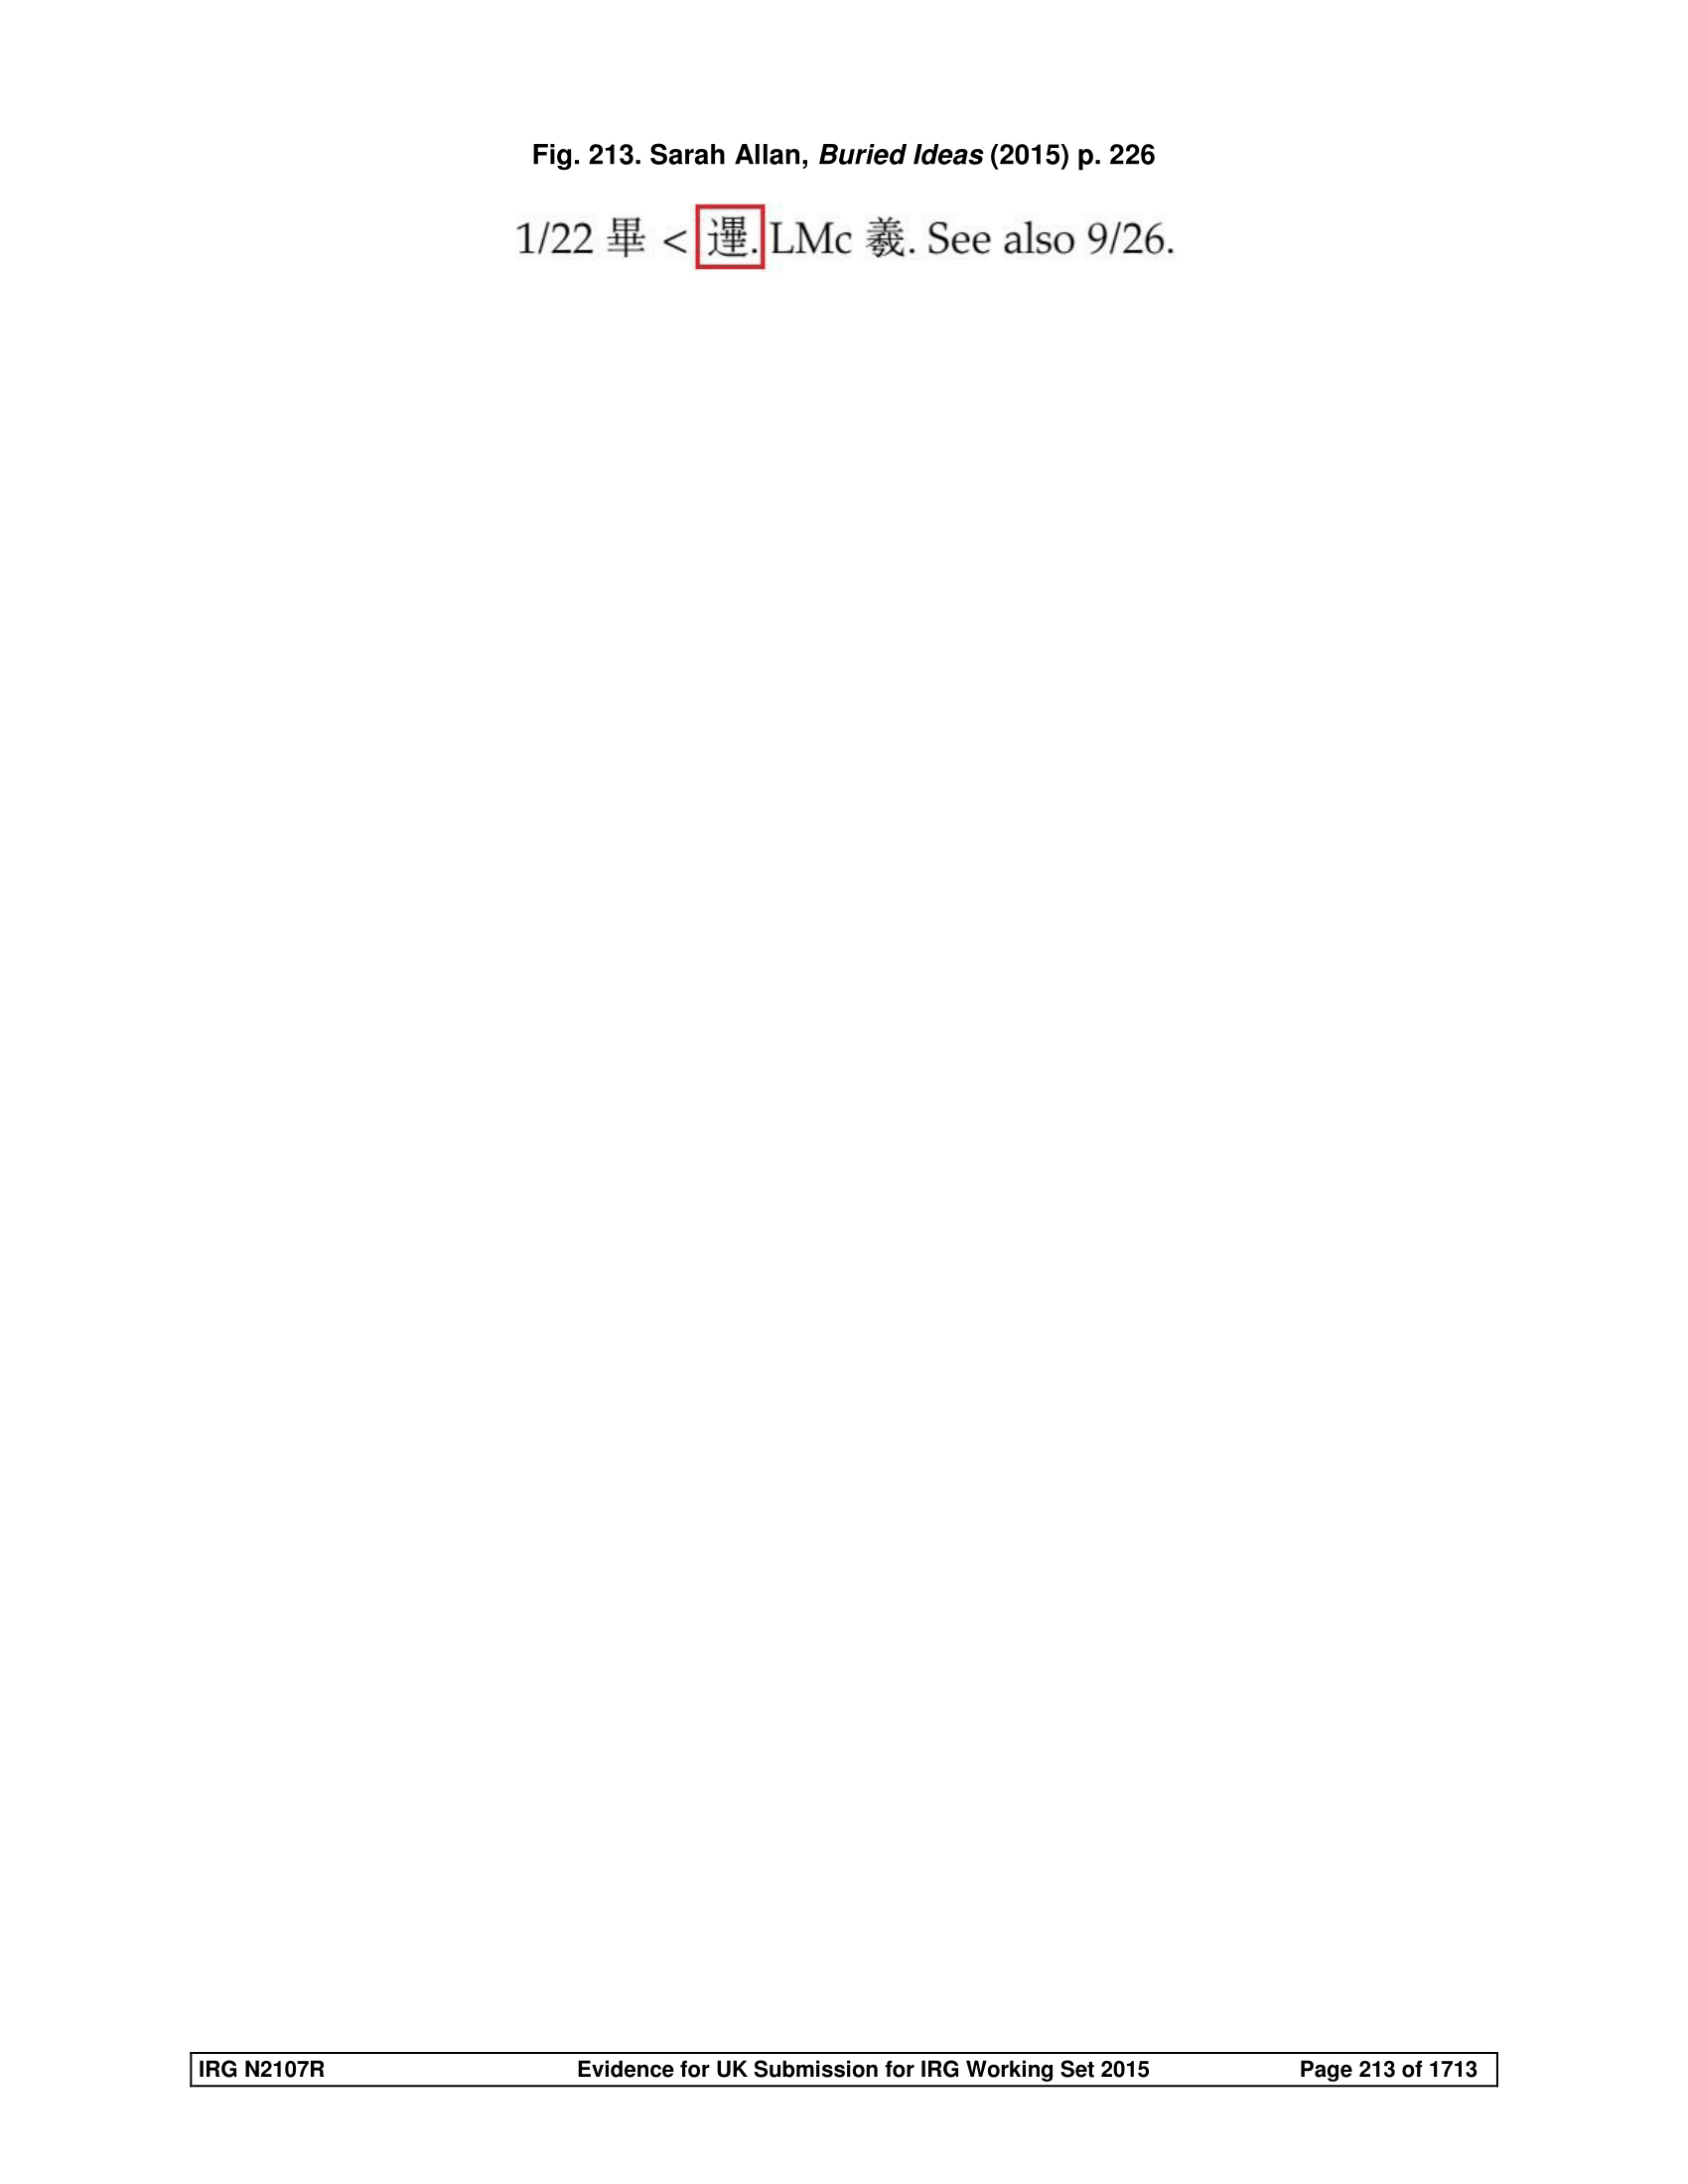 Fig. 213. Sarah Allan, Buried Ideas (2015) p. 226
1/22 畢 < 𨗲. LMc 羲. See also 9/26.
IRG N2107R Evidence for UK Submission for IRG Working Set 2015 Page 213 of 1713